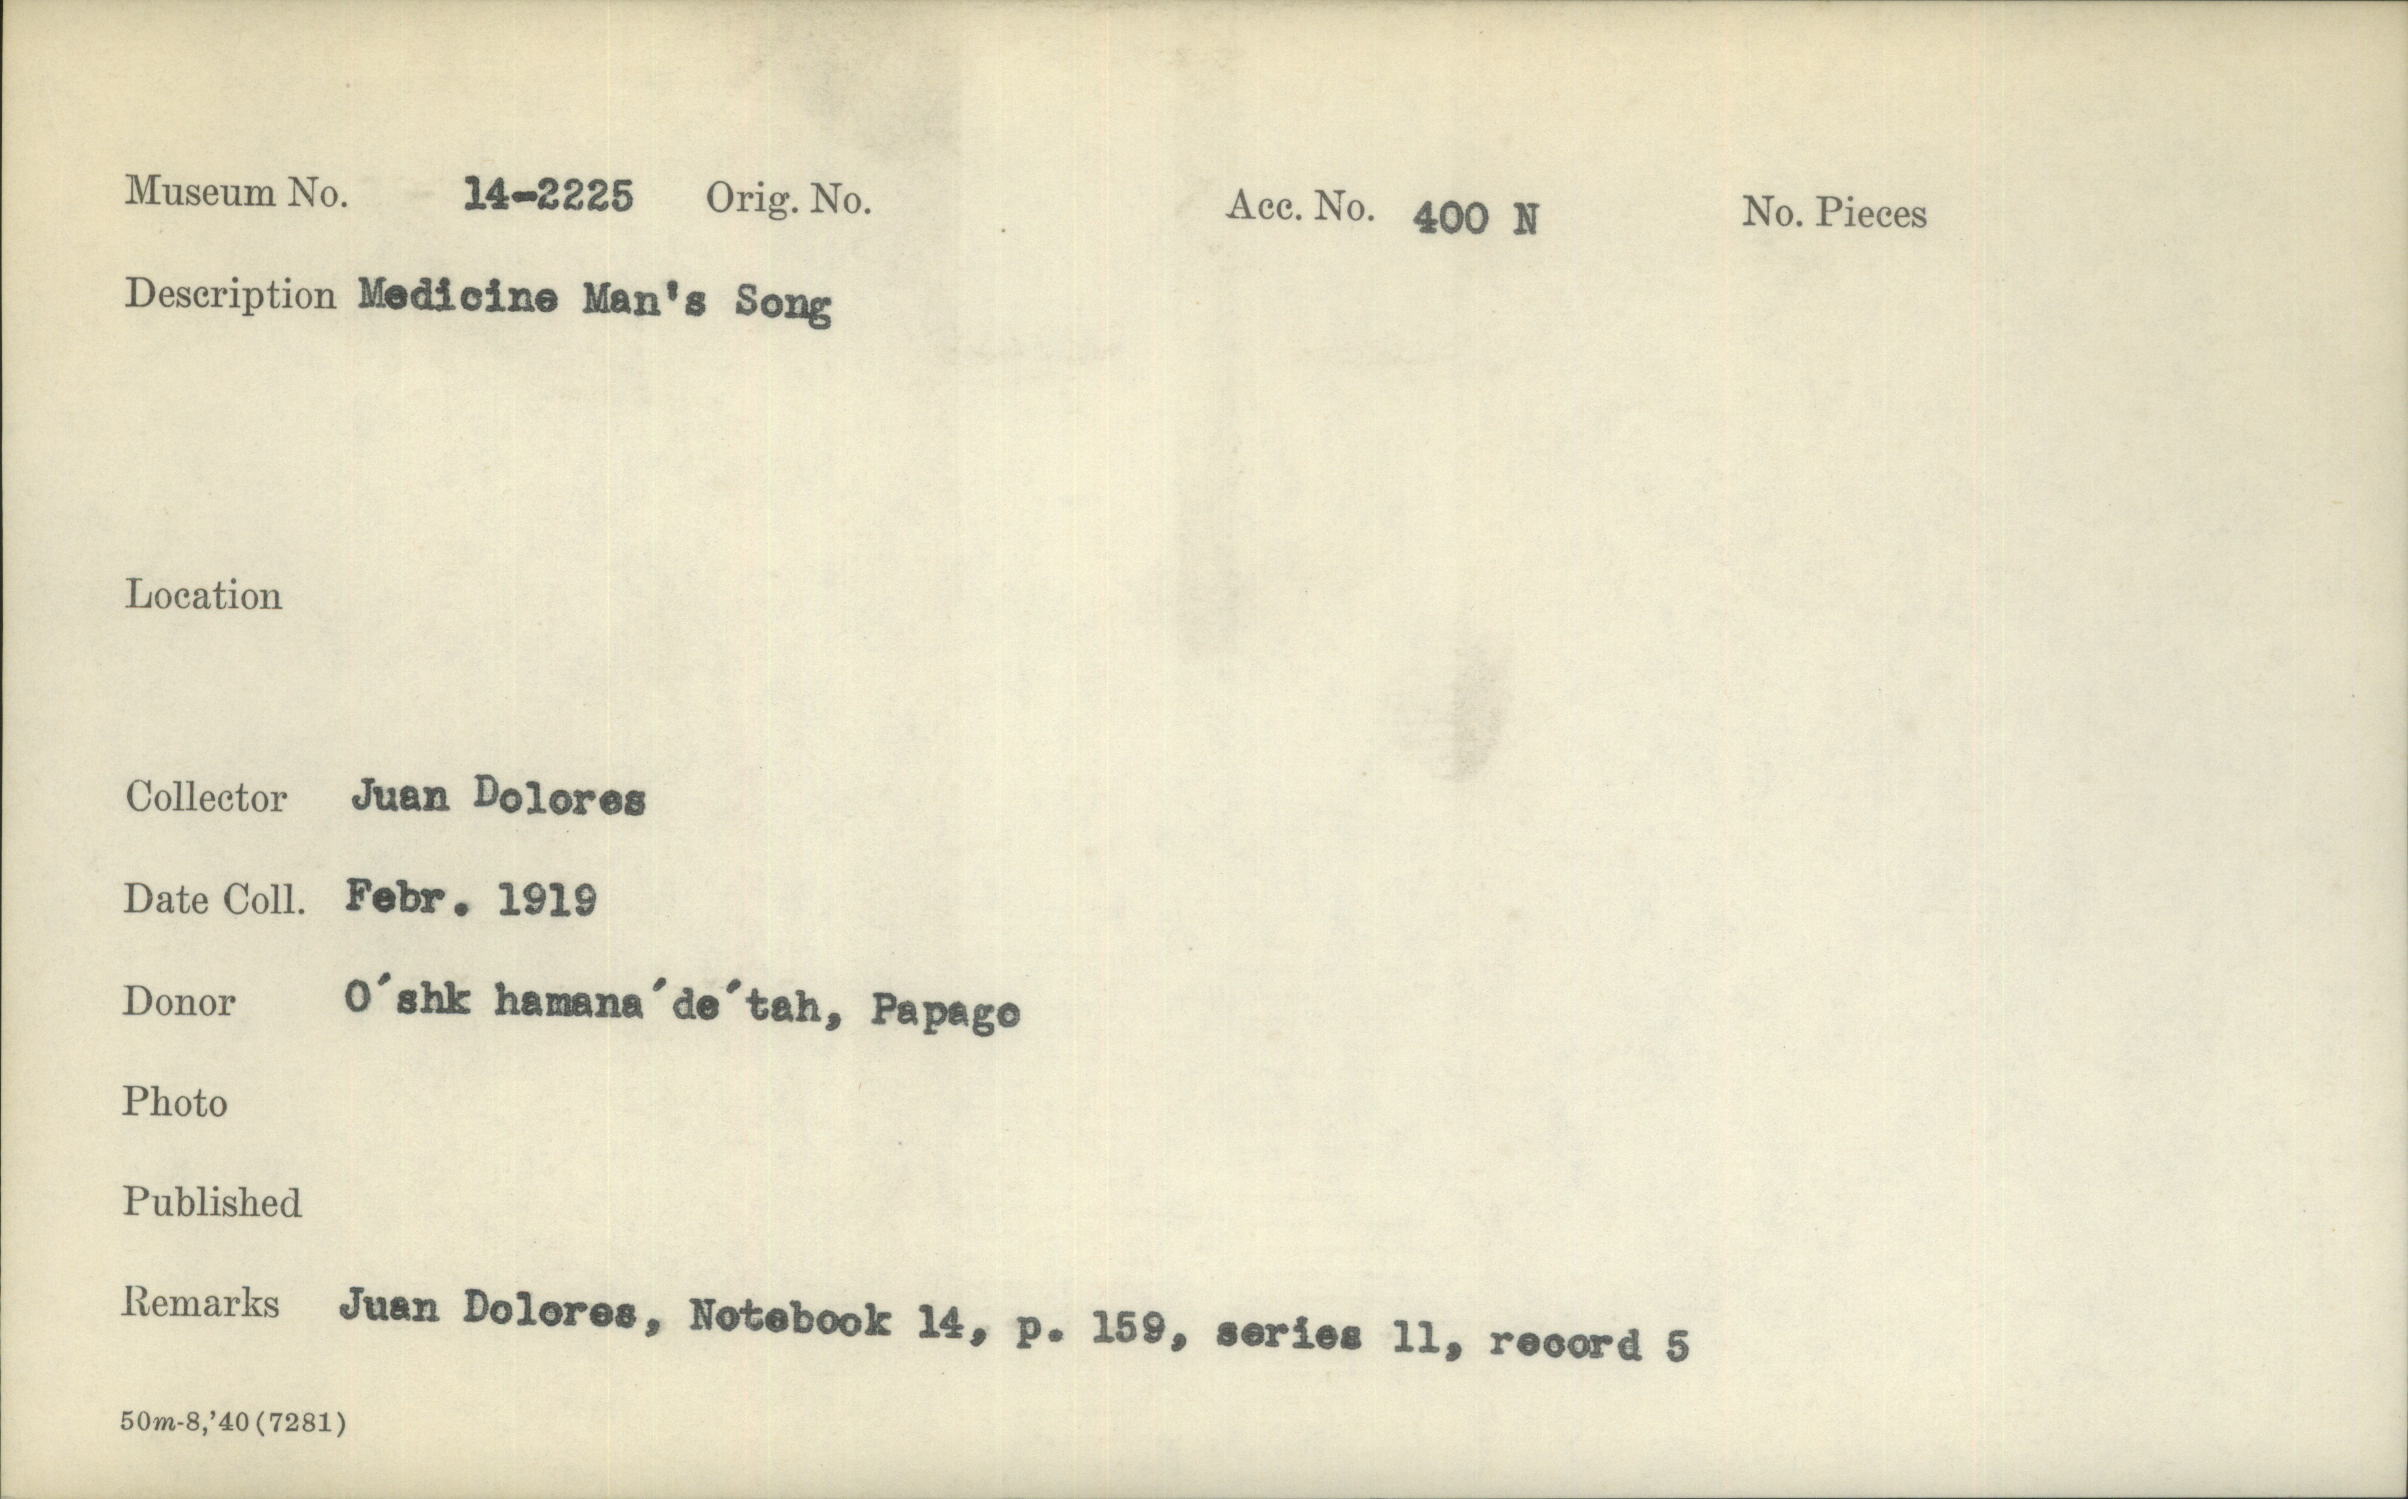 Museum No. 14-2225 Orig. No. Acc. No. 400 N No. Pieces
Description Medicine Man's Song
Location
Collector Juan Dolores
Date Coll. Febr. 1919
Donor O´shk hamana´de´tah, Papago
Photo
Published
Remarks Juan Dolores, Notebook 14, p. 159, series 11, record 5
50m-8,'40(7281)